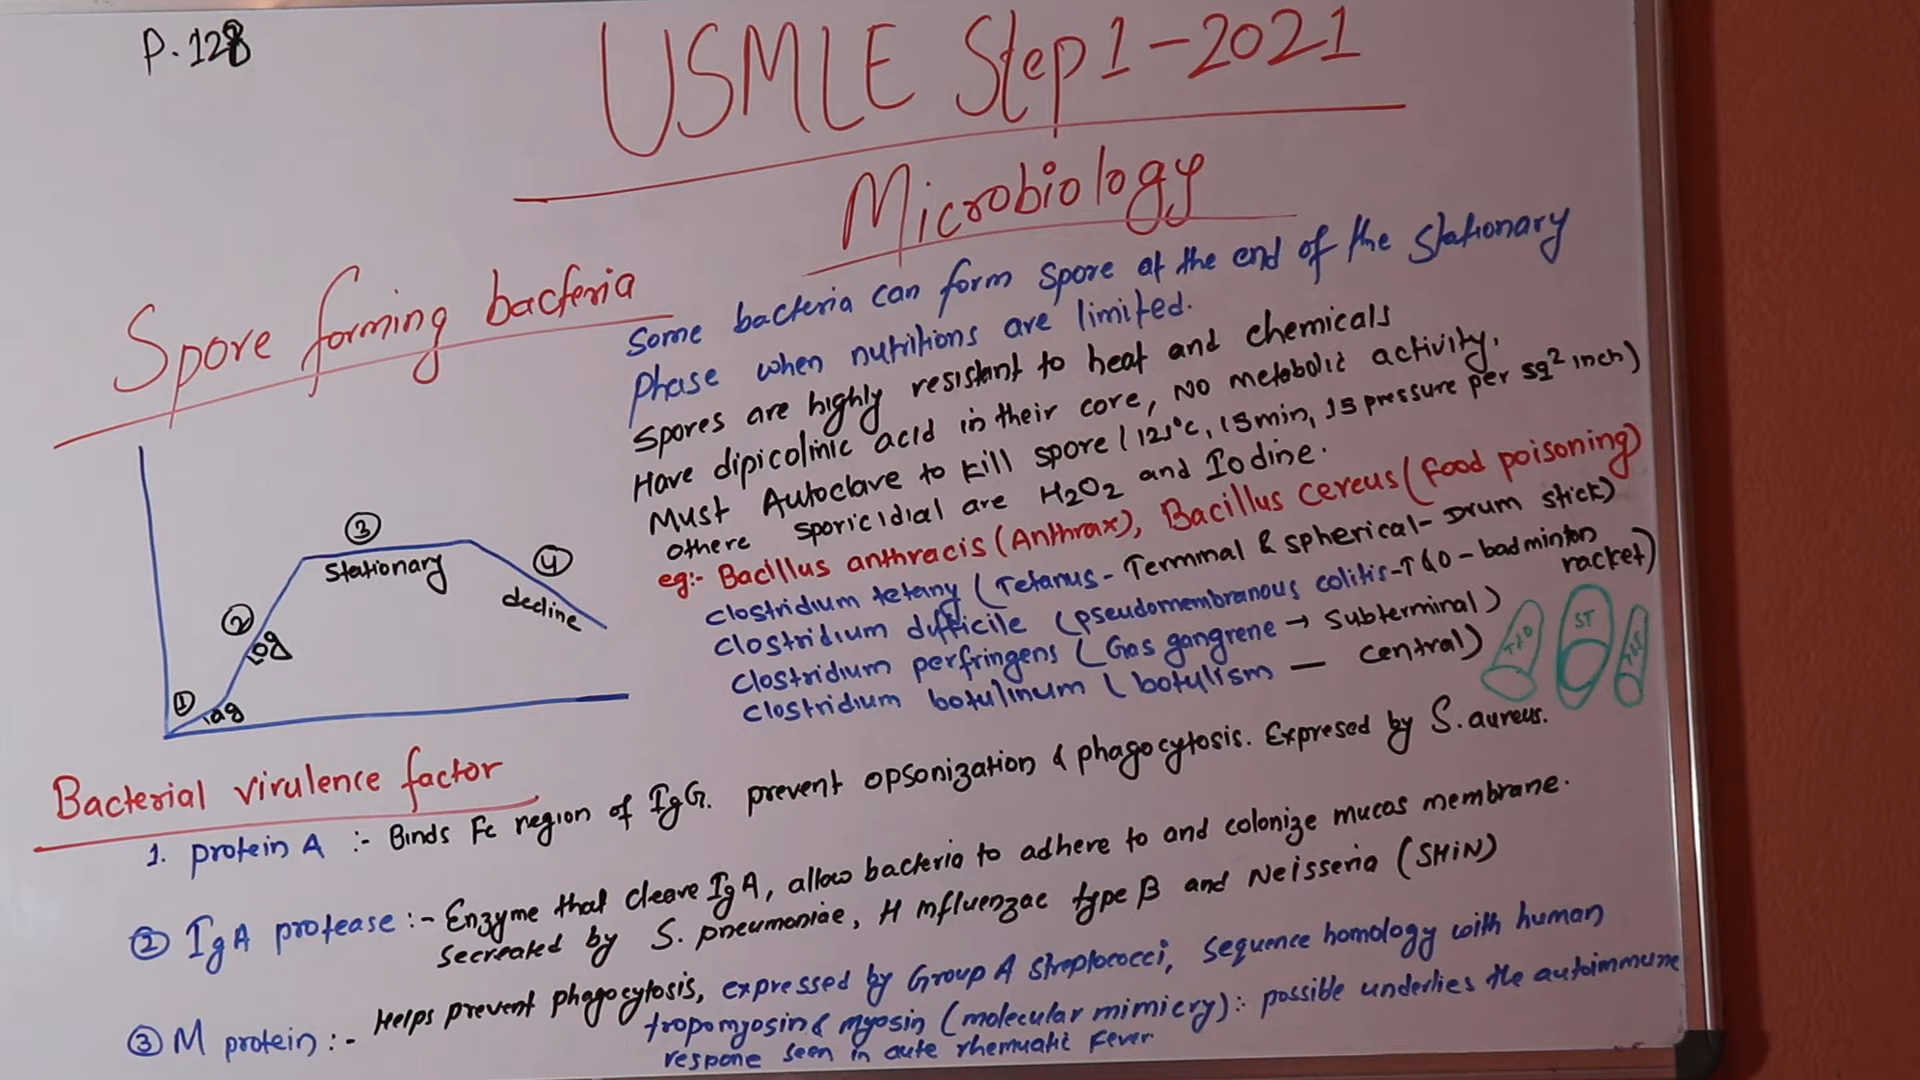 P.128
USMLE Step 1-2021
Microbiology
Spore forming bacteria
Some bacteria can form spore at the end of the stationary
phase when nutritions are limited.
Spores are highly resistant to heat and chemicals
Have dipicolinic acid in their core, No metabolic activity.
Must Autoclave to kill spore (121°c, 15min, 15 pressure per sq² inch)
othere sporicidial are H₂O₂ and Iodine.
eg:- Bacillus anthracis (Anthrax), Bacillus cereus (food poisoning)
clostridium tetany (Tetanus - Termmal & spherical - Drum stick)
clostridium difficile (pseudomembranous colitis - T&O - badminton
racket)
clostridium perfringens (Gas gangrene → Subterminal)
clostridium botulinum (botulism — central)
① lag
② log
③
Stationary
④
decline
T&O
ST
T&S
Bacterial virulence factor
1. protein A :- Binds Fc region of IgG. prevent opsonization & phagocytosis. Expresed by S. aureus.
② IgA protease :- Enzyme that cleave IgA, allow bacteria to adhere to and colonize mucas membrane.
secreated by S. pneumoniae, H mfluenzae type B and Neisseria (SHiN)
③ M protein :- Helps prevent phagocytosis, expressed by Group A streptococci, sequence homology with human
tropomyosin & myosin (molecular mimicry): possible underlies the autoimmune
respone seen in aute rhemuatic Fever